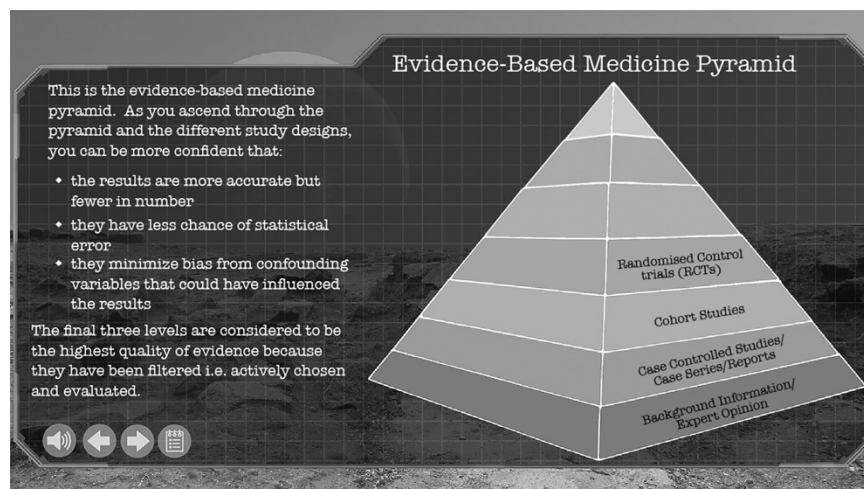 Evidence-Based Medicine Pyramid
This is the evidence-based medicine
pyramid. As you ascend through the
pyramid and the different study designs,
you can be more confident that:
• the results are more accurate but
fewer in number
• they have less chance of statistical
error
• they minimize bias from confounding
variables that could have influenced
the results
The final three levels are considered to be
the highest quality of evidence because
they have been filtered i.e. actively chosen
and evaluated.
Randomised Control
trials (RCTs)
Cohort Studies
Case Controlled Studies/
Case Series/Reports
Background Information/
Expert Opinion